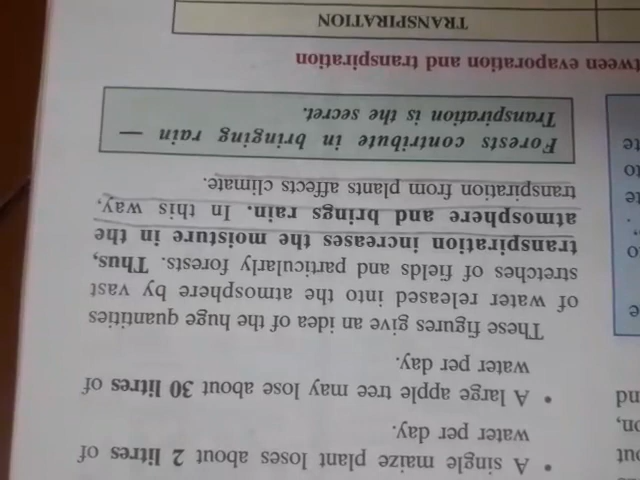 • A single maize plant loses about 2 litres of
water per day.
• A large apple tree may lose about 30 litres of
water per day.
These figures give an idea of the huge quantities
of water released into the atmosphere by vast
stretches of fields and particularly forests. Thus,
transpiration increases the moisture in the
atmosphere and brings rain. In this way,
transpiration from plants affects climate.
Forests contribute in bringing rain —
Transpiration is the secret.
tween evaporation and transpiration
TRANSPIRATION